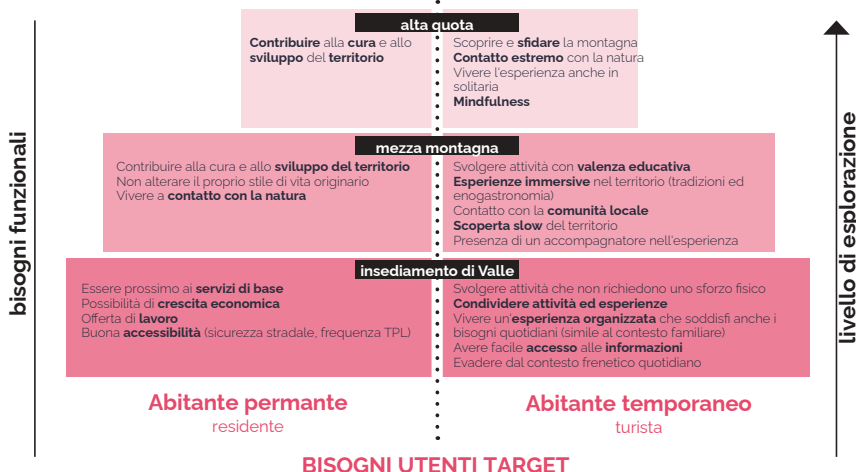 alta quota
Contribuire alla cura e allo
sviluppo del territorio
Scoprire e sfidare la montagna
Contatto estremo con la natura
Vivere l'esperienza anche in
solitaria
Mindfulness
mezza montagna
Contribuire alla cura e allo sviluppo del territorio
Non alterare il proprio stile di vita originario
Vivere a contatto con la natura
Svolgere attività con valenza educativa
Esperienze immersive nel territorio (tradizioni ed
enogastronomia)
Contatto con la comunità locale
Scoperta slow del territorio
Presenza di un accompagnatore nell'esperienza
insediamento di Valle
Essere prossimo ai servizi di base
Possibilità di crescita economica
Offerta di lavoro
Buona accessibilità (sicurezza stradale, frequenza TPL)
Svolgere attività che non richiedono uno sforzo fisico
Condividere attività ed esperienze
Vivere un'esperienza organizzata che soddisfi anche i
bisogni quotidiani (simile al contesto familiare)
Avere facile accesso alle informazioni
Evadere dal contesto frenetico quotidiano
bisogni funzionali
livello di esplorazione
Abitante permante
residente
Abitante temporaneo
turista
BISOGNI UTENTI TARGET